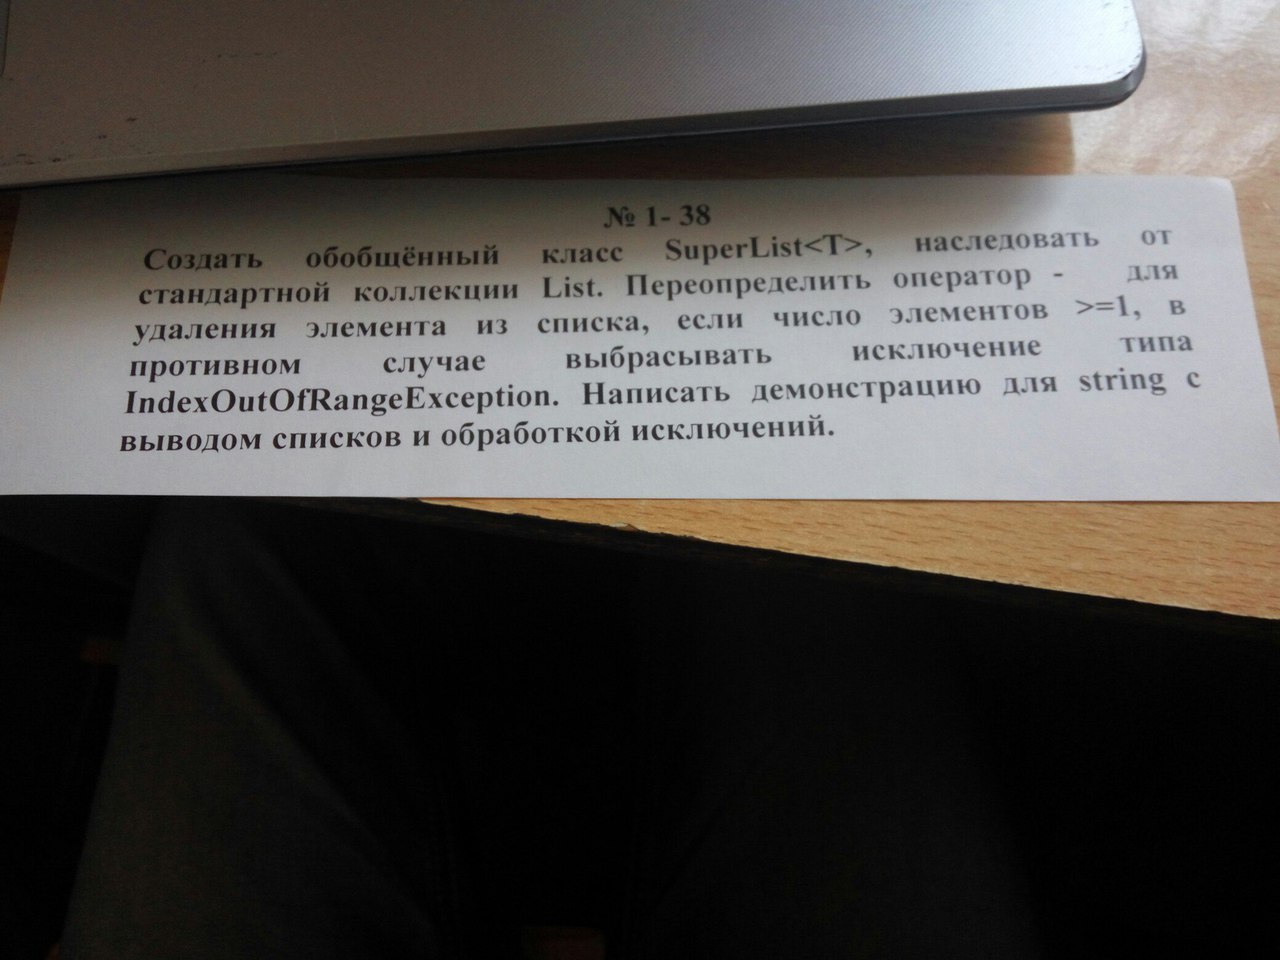 № 1- 38
Создать обобщённый класс SuperList<T>, наследовать от
стандартной коллекции List. Переопределить оператор - для
удаления элемента из списка, если число элементов >=1, в
противном случае выбрасывать исключение типа
IndexOutOfRangeException. Написать демонстрацию для string с
выводом списков и обработкой исключений.